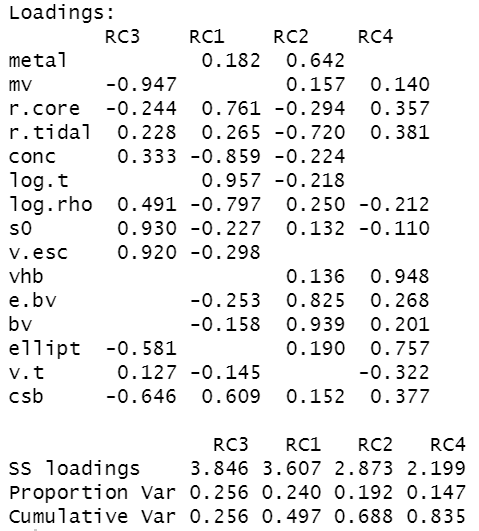 Loadings:
RC3 RC1 RC2 RC4
metal 0.182 0.642
mv -0.947 0.157 0.140
r.core -0.244 0.761 -0.294 0.357
r.tidal 0.228 0.265 -0.720 0.381
conc 0.333 -0.859 -0.224
log.t 0.957 -0.218
log.rho 0.491 -0.797 0.250 -0.212
s0 0.930 -0.227 0.132 -0.110
v.esc 0.920 -0.298
vhb 0.136 0.948
e.bv -0.253 0.825 0.268
bv -0.158 0.939 0.201
ellipt -0.581 0.190 0.757
v.t 0.127 -0.145 -0.322
csb -0.646 0.609 0.152 0.377
RC3 RC1 RC2 RC4
SS loadings 3.846 3.607 2.873 2.199
Proportion Var 0.256 0.240 0.192 0.147
Cumulative Var 0.256 0.497 0.688 0.835